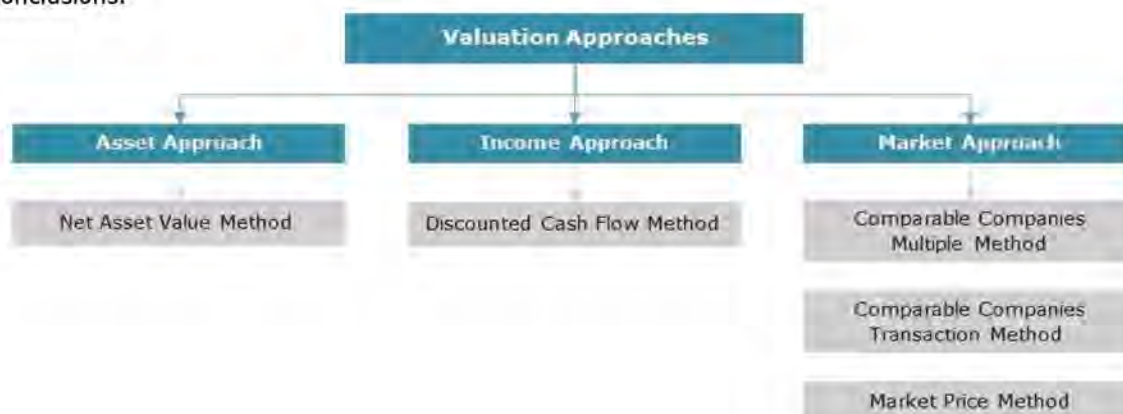 onclusions.
Valuation Approaches
Asset Approach
Income Approach
Market Approach
Net Asset Value Method
Discounted Cash Flow Method
Comparable Companies
Multiple Method
Comparable Companies
Transaction Method
Market Price Method